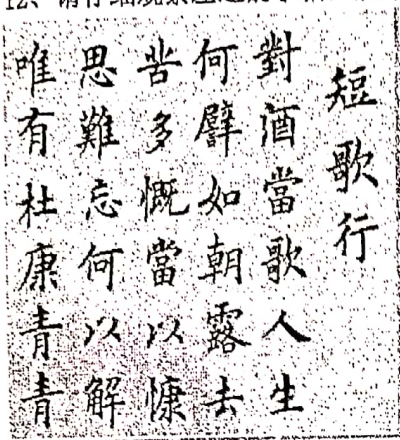 短歌行
對酒當歌人生
何譬如朝露去
苦多慨當以慷
思難忘何以解
唯有杜康青青